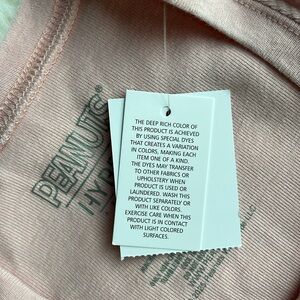 THE DEEP RICH COLOR OF
THIS PRODUCT IS ACHIEVED
BY USING SPECIAL DYES
THAT CREATES A VARIATION
IN COLORS, MAKING EACH
ITEM ONE OF A KIND.
THE DYES MAY TRANSFER
TO OTHER FABRICS OR
UPHOLSTERY WHEN
PRODUCT IS USED OR
LAUNDERED. WASH THIS
PRODUCT SEPARATELY OR
WITH LIKE COLORS.
EXERCISE CARE WHEN THIS
PRODUCT IS IN CONTACT
WITH LIGHT COLORED
SURFACES.
PEANUTS